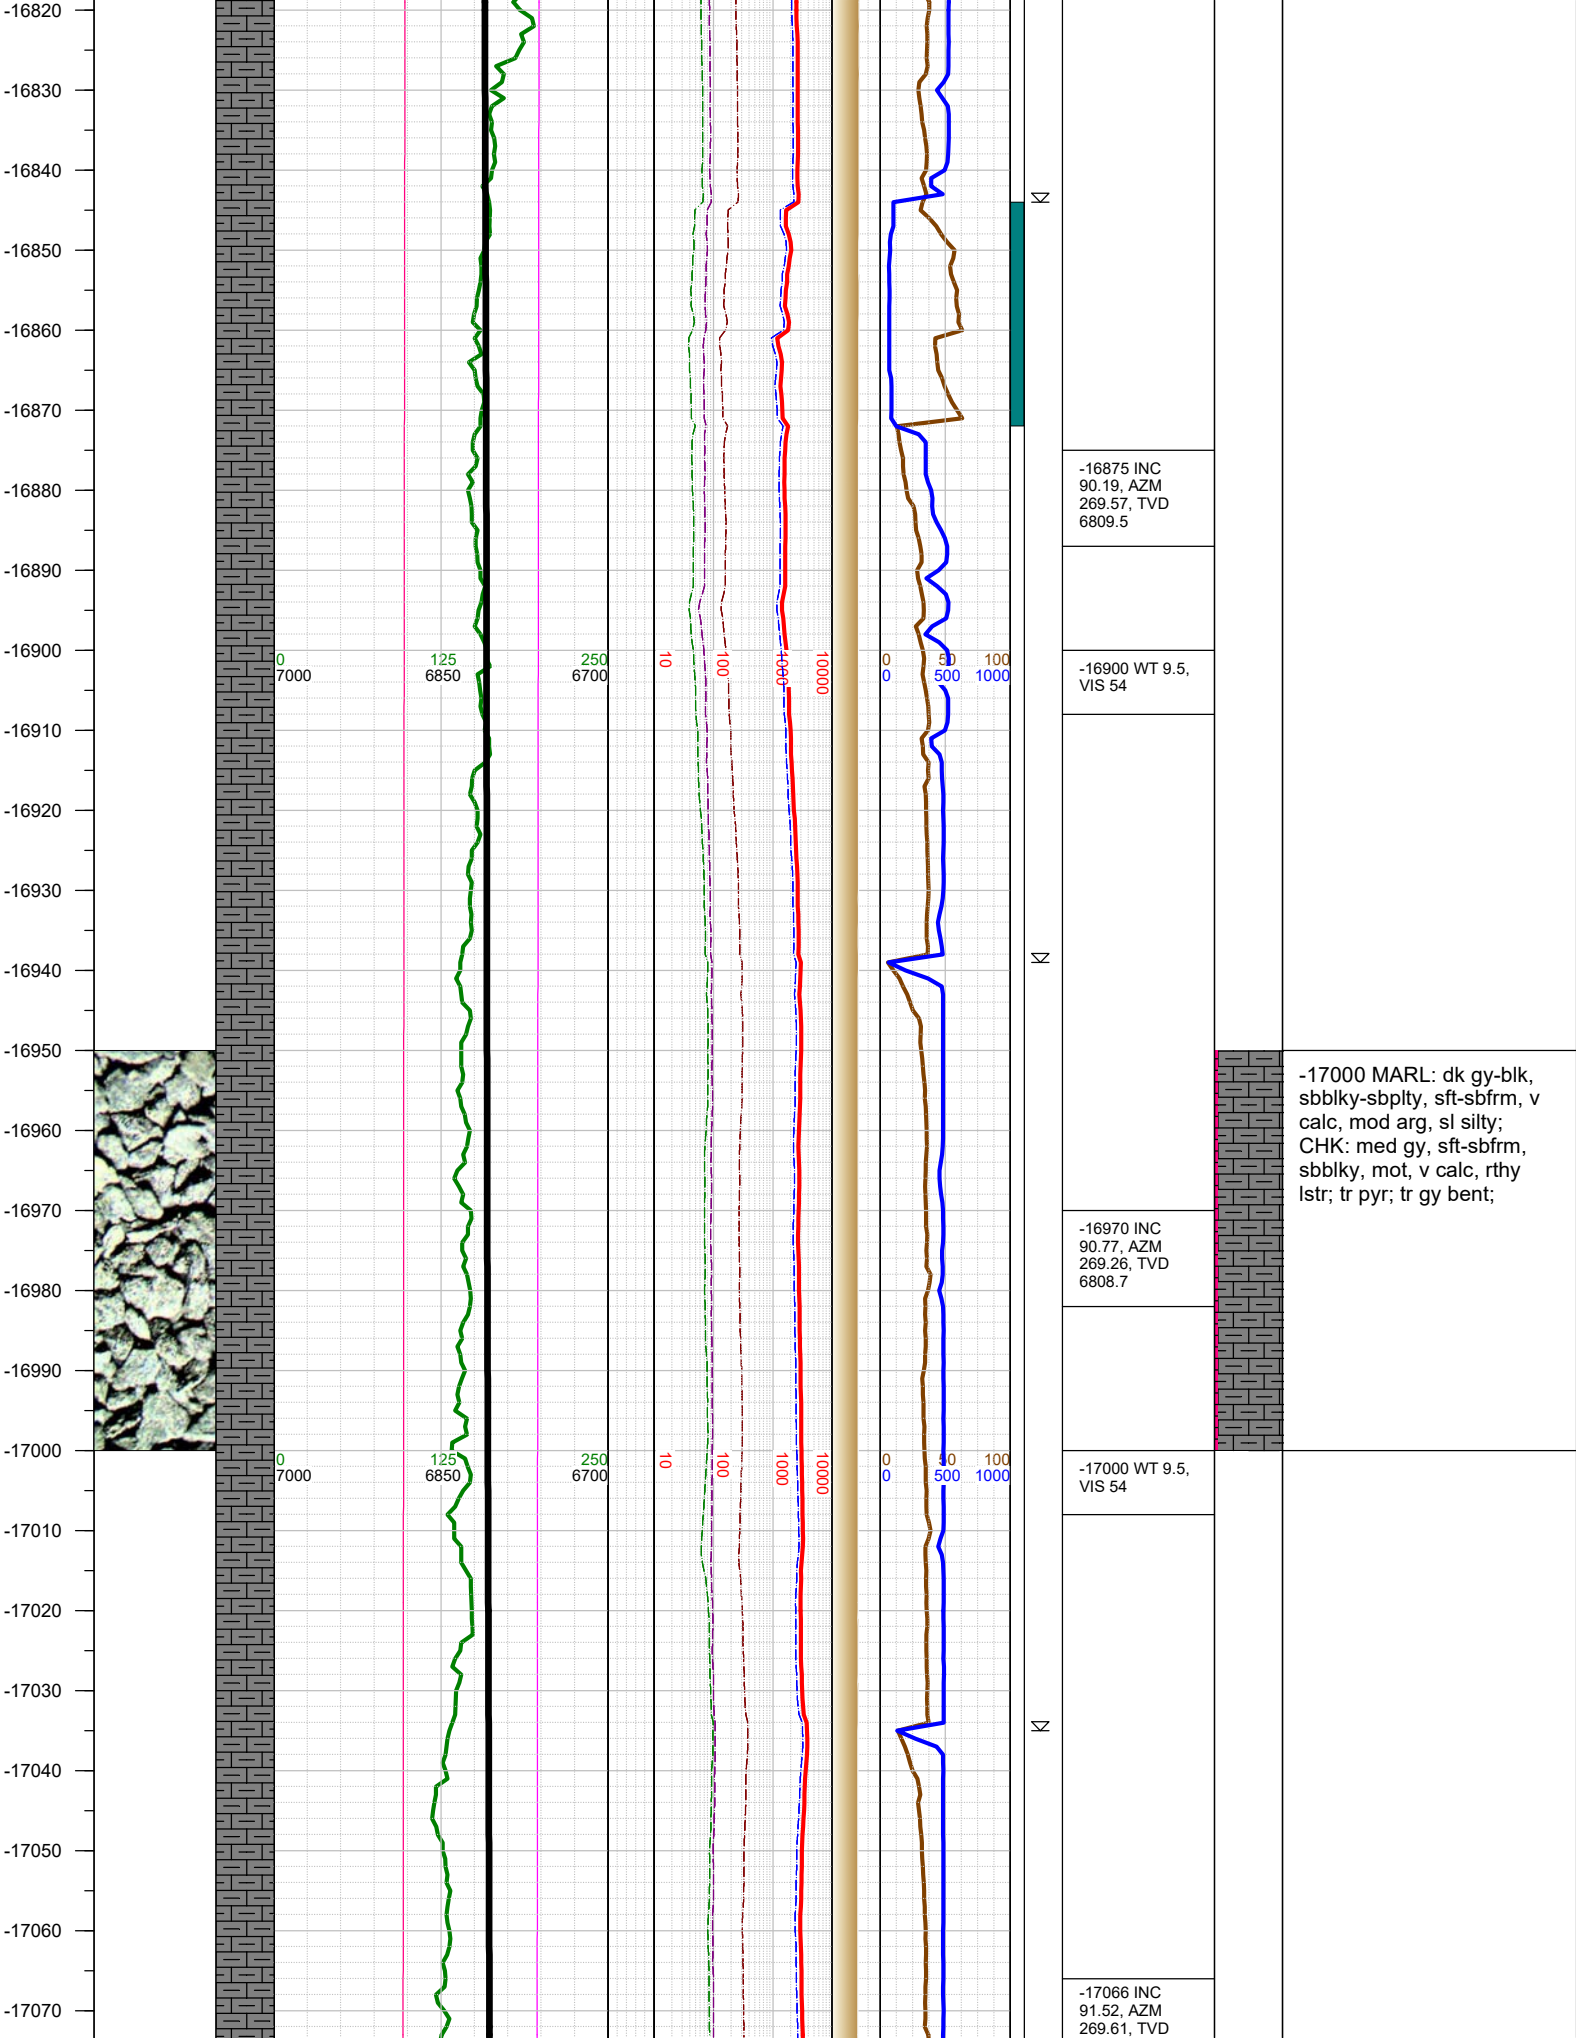 -16820
-16830
-16840
-16850
-16860
-16870
-16875 INC
90.19, AZM
269.57, TVD
6809.5
-16880
-16890
-16900
0 125 250
7000 6850 6700
10 100 1000 10000
0 50 100
0 500 1000
-16900 WT 9.5,
VIS 54
-16910
-16920
-16930
-16940
-16950
-17000 MARL: dk gy-blk,
sbblky-sbplty, sft-sbfrm, v
calc, mod arg, sl silty;
CHK: med gy, sft-sbfrm,
sbblky, mot, v calc, rthy
lstr; tr pyr; tr gy bent;
-16960
-16970
-16970 INC
90.77, AZM
269.26, TVD
6808.7
-16980
-16990
-17000
0 125 250
7000 6850 6700
10 100 1000 10000
0 50 100
0 500 1000
-17000 WT 9.5,
VIS 54
-17010
-17020
-17030
-17040
-17050
-17060
-17066 INC
91.52, AZM
269.61, TVD
-17070